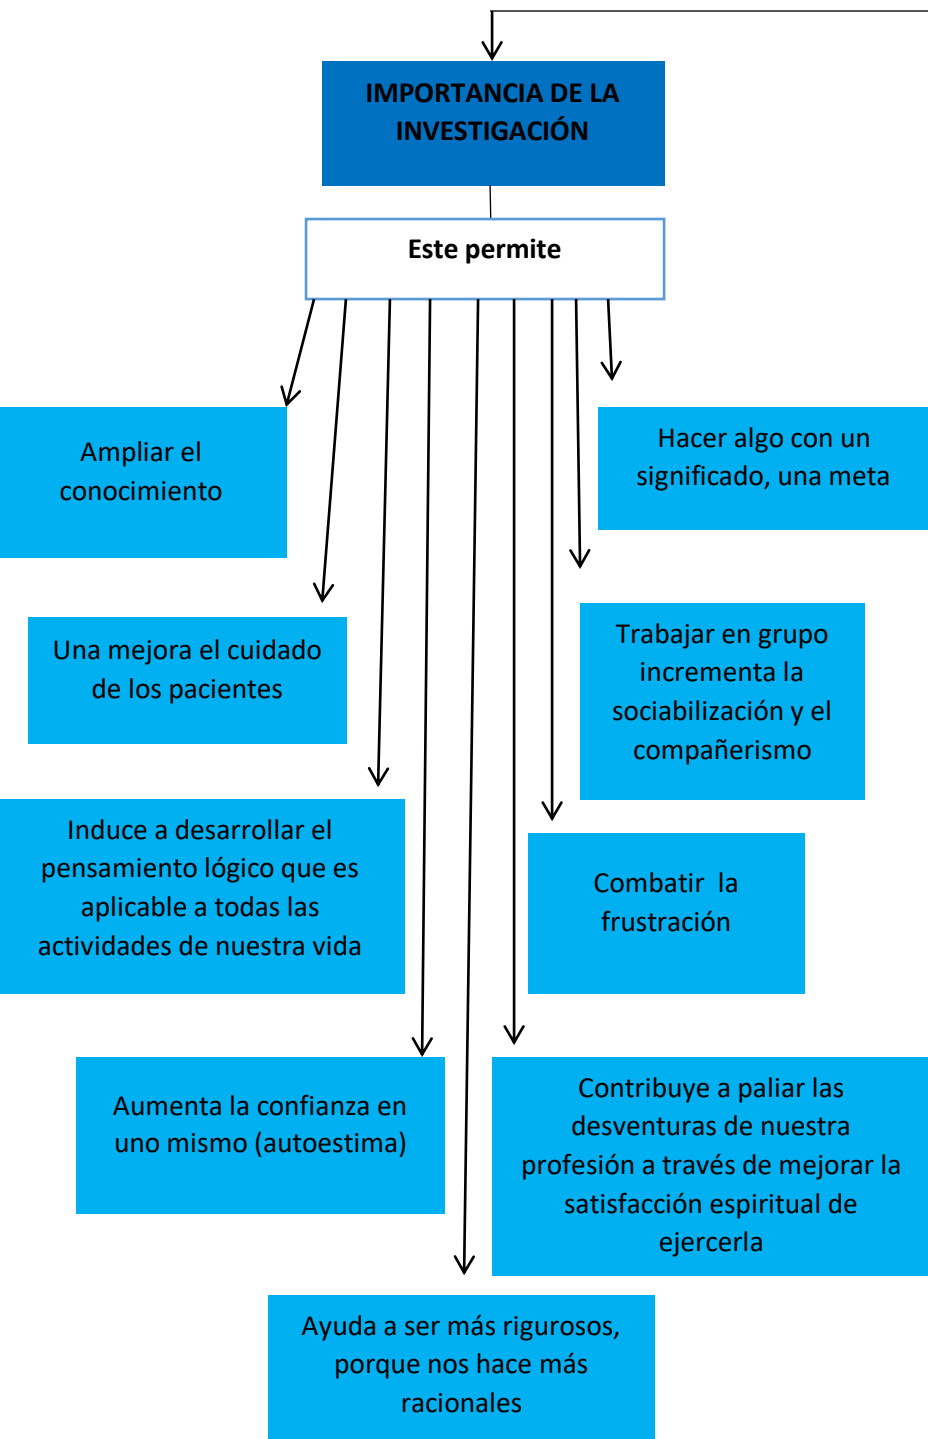 IMPORTANCIA DE LA
INVESTIGACIÓN
Este permite
Ampliar el
conocimiento
Hacer algo con un
significado, una meta
Una mejora el cuidado
de los pacientes
Trabajar en grupo
incrementa la
sociabilización y el
compañerismo
Induce a desarrollar el
pensamiento lógico que es
aplicable a todas las
actividades de nuestra vida
Combatir  la
frustración
Aumenta la confianza en
uno mismo (autoestima)
Contribuye a paliar las
desventuras de nuestra
profesión a través de mejorar la
satisfacción espiritual de
ejercerla
Ayuda a ser más rigurosos,
porque nos hace más
racionales